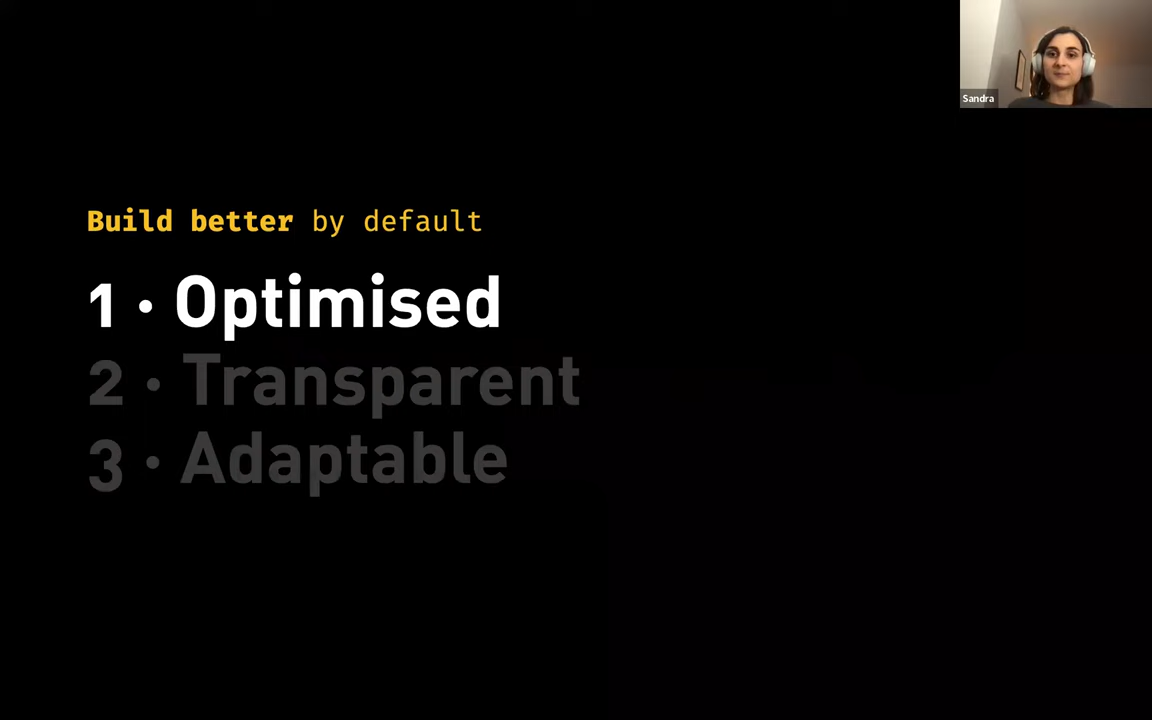 Sandra
Build better by default
1 · Optimised
2 · Transparent
3 · Adaptable